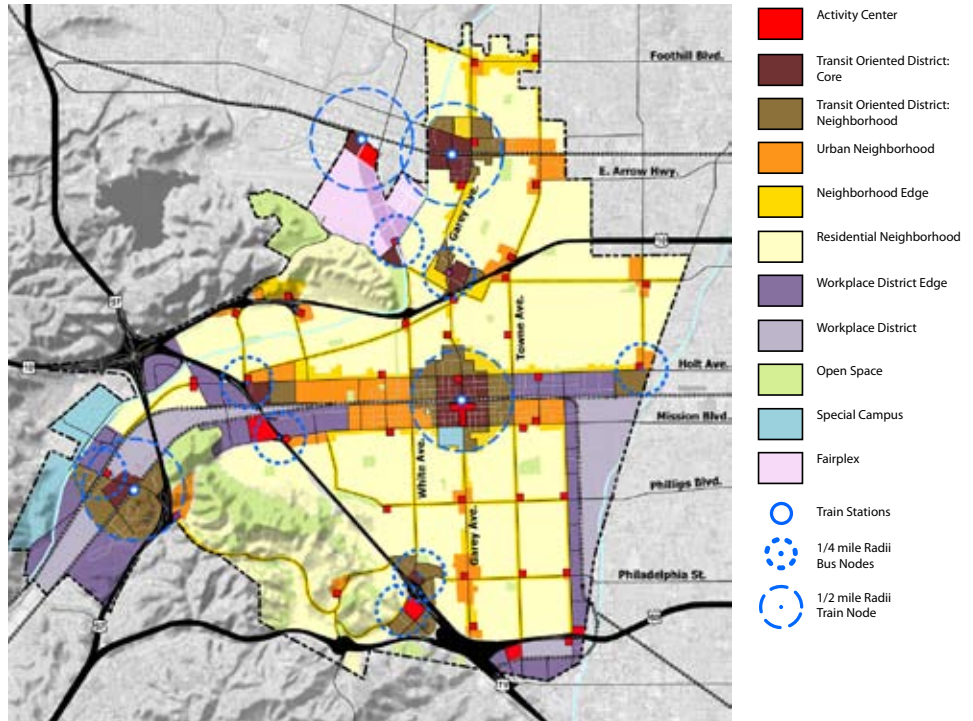 Activity Center
Transit Oriented District:
Core
Transit Oriented District:
Neighborhood
Urban Neighborhood
Neighborhood Edge
Residential Neighborhood
Workplace District Edge
Workplace District
Open Space
Special Campus
Fairplex
Train Stations
1/4 mile Radii
Bus Nodes
1/2 mile Radii
Train Node
Foothill Blvd.
E. Arrow Hwy.
Garey Ave.
Towne Ave.
Holt Ave.
Mission Blvd.
White Ave.
Phillips Blvd.
Garey Ave.
Philadelphia St.
57
10